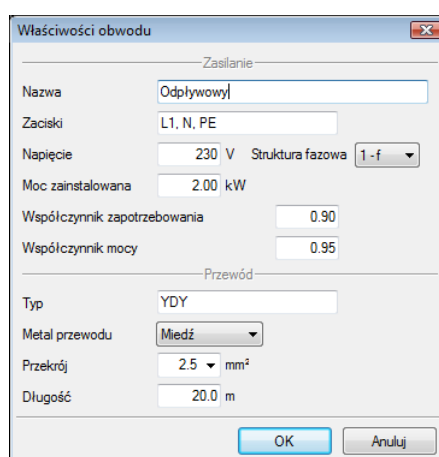 Właściwości obwodu
Zasilanie
Nazwa Odpływowy
Zaciski L1, N, PE
Napięcie 230 V Struktura fazowa 1-f
Moc zainstalowana 2.00 kW
Współczynnik zapotrzebowania 0.90
Współczynnik mocy 0.95
Przewód
Typ YDY
Metal przewodu Miedź
Przekrój 2.5 mm²
Długość 20.0 m
OK Anuluj